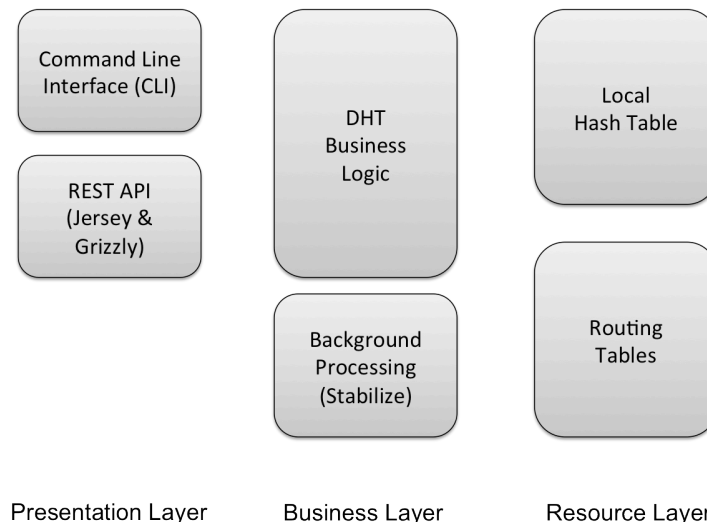 Command Line
Interface (CLI)
REST API
(Jersey &
Grizzly)
DHT
Business
Logic
Background
Processing
(Stabilize)
Local
Hash Table
Routing
Tables
Presentation Layer
Business Layer
Resource Layer